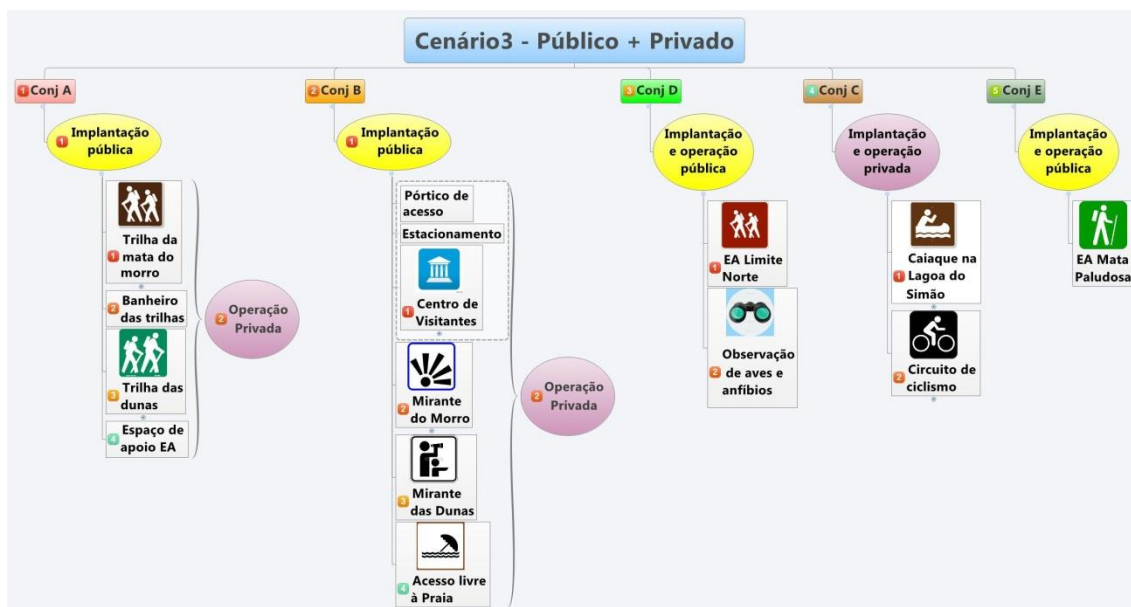 Cenário3 - Público + Privado
1 Conj A
Implantação
1 pública
Trilha da
1 mata do
morro
2 Banheiro
das trilhas
Trilha das
3 dunas
4 Espaço de
apoio EA
Operação
2 Privada
2 Conj B
Implantação
1 pública
Pórtico de
acesso
Estacionamento
Centro de
1 Visitantes
Mirante
2 do Morro
Mirante
3 das Dunas
Acesso livre
4 à Praia
Operação
2 Privada
3 Conj D
Implantação
e operação
pública
EA Limite
1 Norte
Observação
2 de aves e
anfíbios
4 Conj C
Implantação
e operação
privada
Caiaque na
1 Lagoa do
Simão
Circuito de
2 ciclismo
5 Conj E
Implantação
e operação
pública
EA Mata
Paludosa